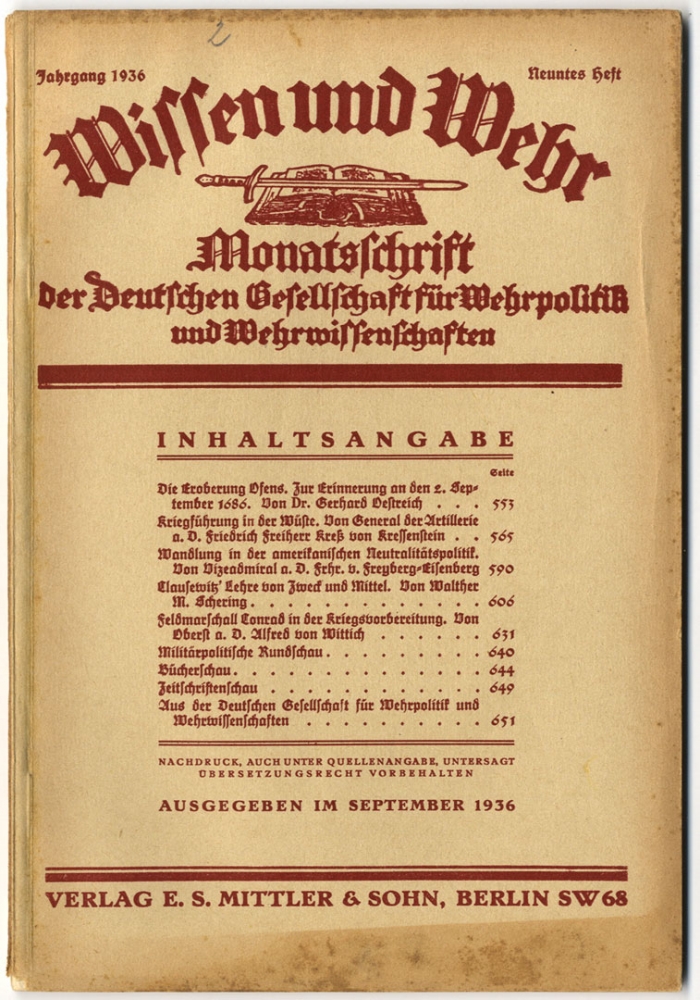 2
Jahrgang 1936
Neuntes Heft
Wissen und Wehr
Monatsschrift
der Deutschen Gesellschaft für Wehrpolitik
und Wehrwissenschaften
INHALTSANGABE
Seite
Die Eroberung Ofens. Zur Erinnerung an den 2. Sep-
tember 1686. Von Dr. Gerhard Oestreich . . . 553
Kriegführung in der Wüste. Von General der Artillerie
a. D. Friedrich Freiherr Kreß von Kressenstein . . 565
Wandlung in der amerikanischen Neutralitätspolitik.
Von Vizeadmiral a. D. Frhr. v. Freyberg-Eisenberg 590
Clausewitz' Lehre von Zweck und Mittel. Von Walther
M. Schering . . . . . . . . . . . . . 606
Feldmarschall Conrad in der Kriegsvorbereitung. Von
Oberst a. D. Alfred von Wittich . . . . . . 631
Militärpolitische Rundschau . . . . . . . . . 640
Bücherschau . . . . . . . . . . . . . . 644
Zeitschriftenschau . . . . . . . . . . . . . 649
Aus der Deutschen Gesellschaft für Wehrpolitik und
Wehrwissenschaften . . . . . . . . . . 651
NACHDRUCK, AUCH UNTER QUELLENANGABE, UNTERSAGT
ÜBERSETZUNGSRECHT VORBEHALTEN
AUSGEGEBEN IM SEPTEMBER 1936
VERLAG E. S. MITTLER & SOHN, BERLIN SW 68